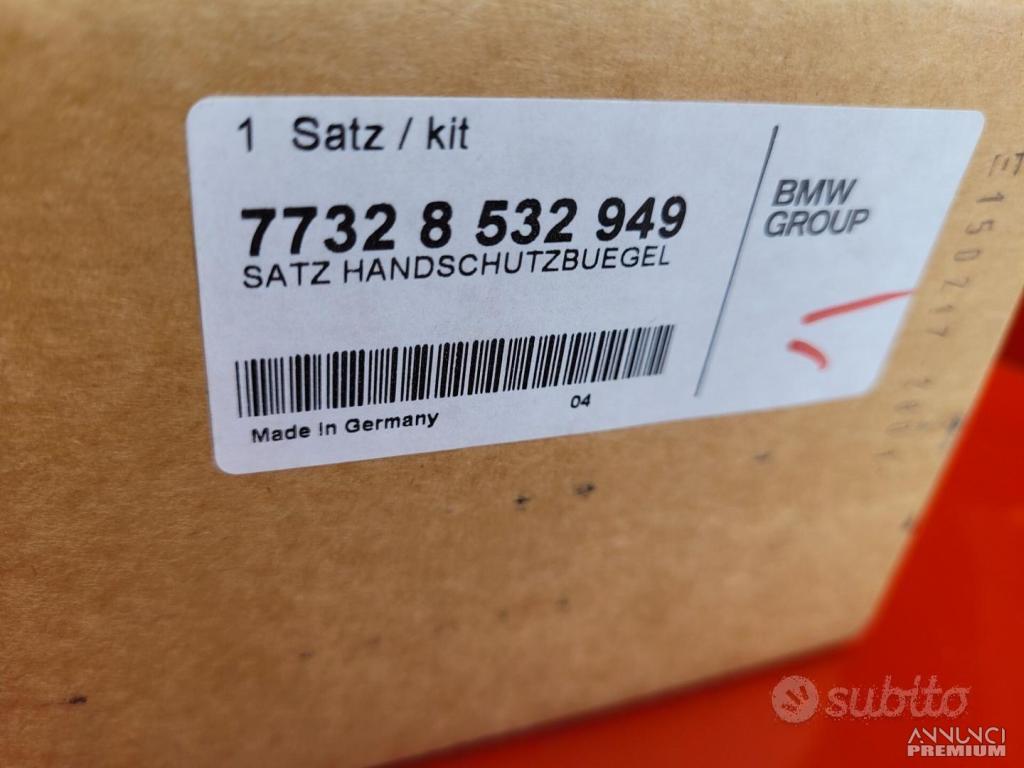 1 Satz / kit
7732 8 532 949
SATZ HANDSCHUTZBUEGEL
Made In Germany
04
BMW
GROUP
subito
ANNUNCI
PREMIUM